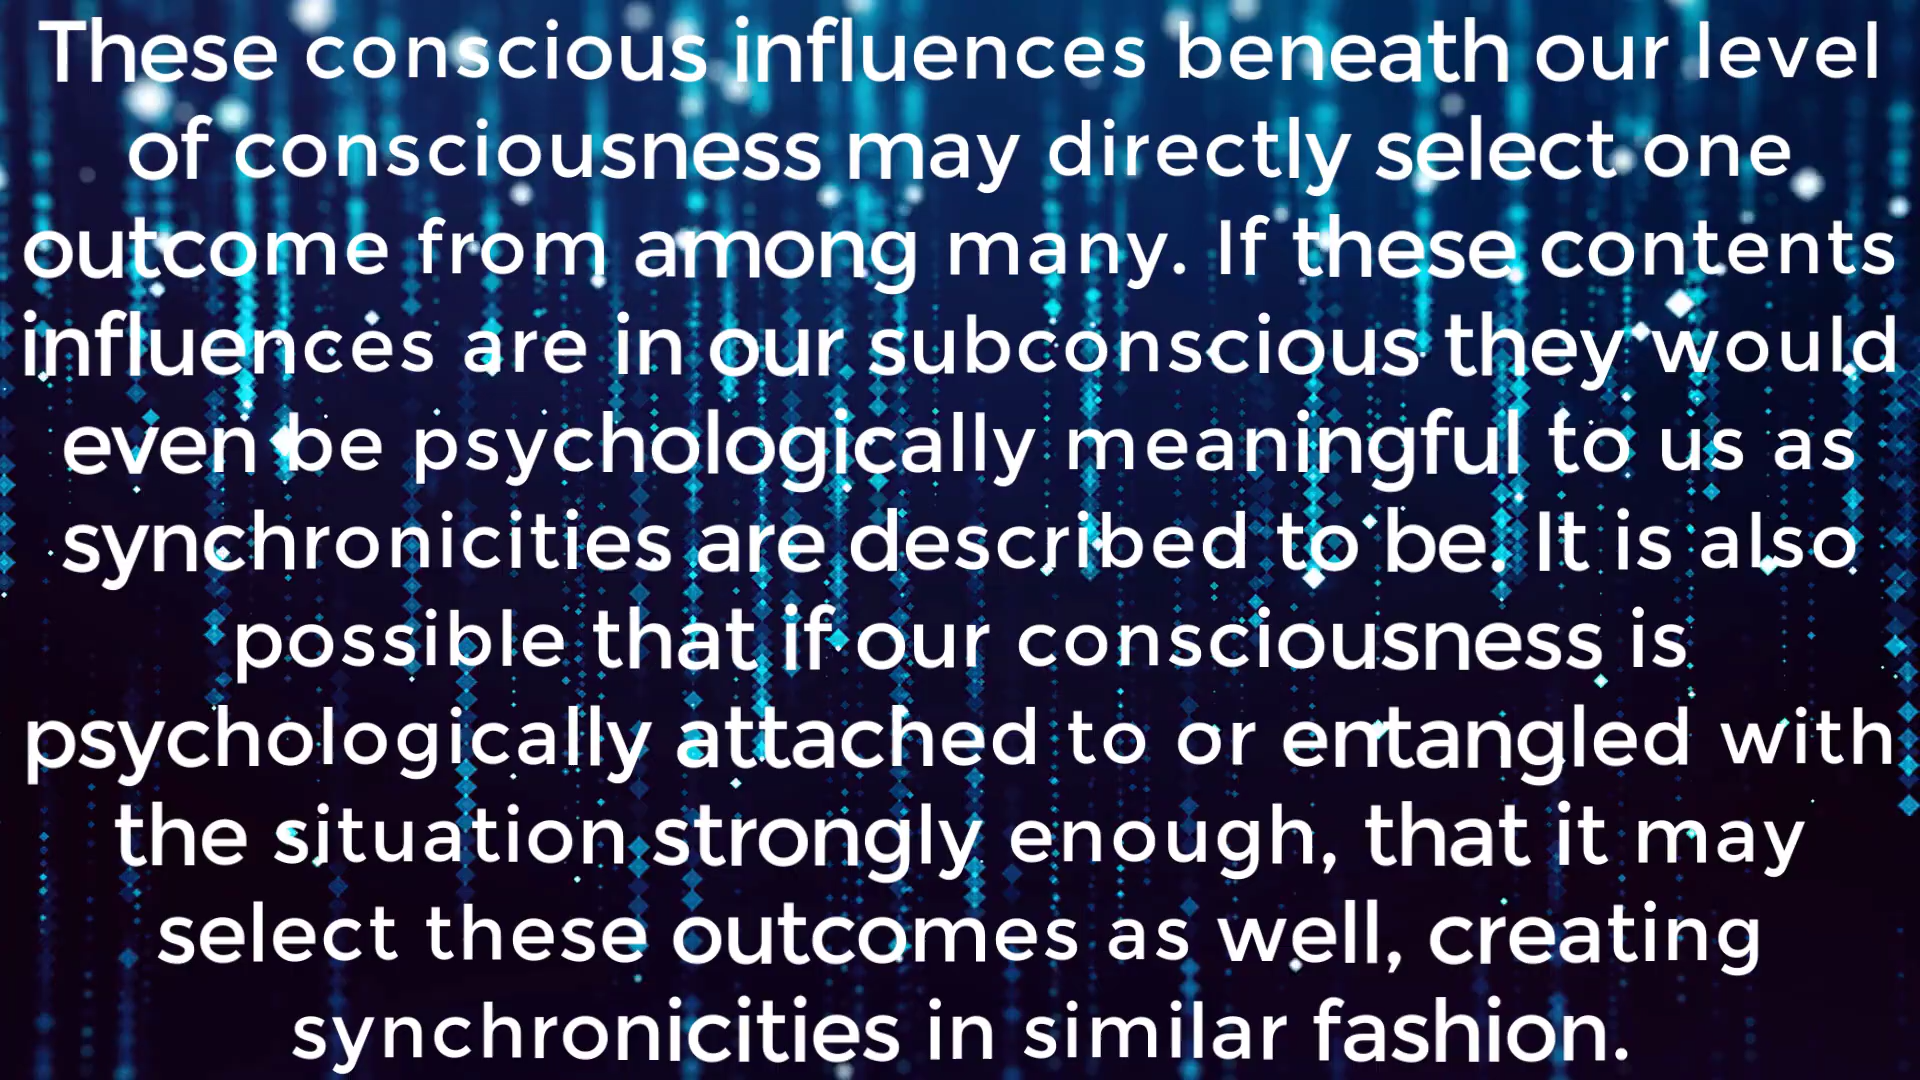 These conscious influences beneath our level
of consciousness may directly select one
outcome from among many. If these contents
influences are in our subconscious they would
even be psychologically meaningful to us as
synchronicities are described to be. It is also
possible that if our consciousness is
psychologically attached to or entangled with
the situation strongly enough, that it may
select these outcomes as well, creating
synchronicities in similar fashion.